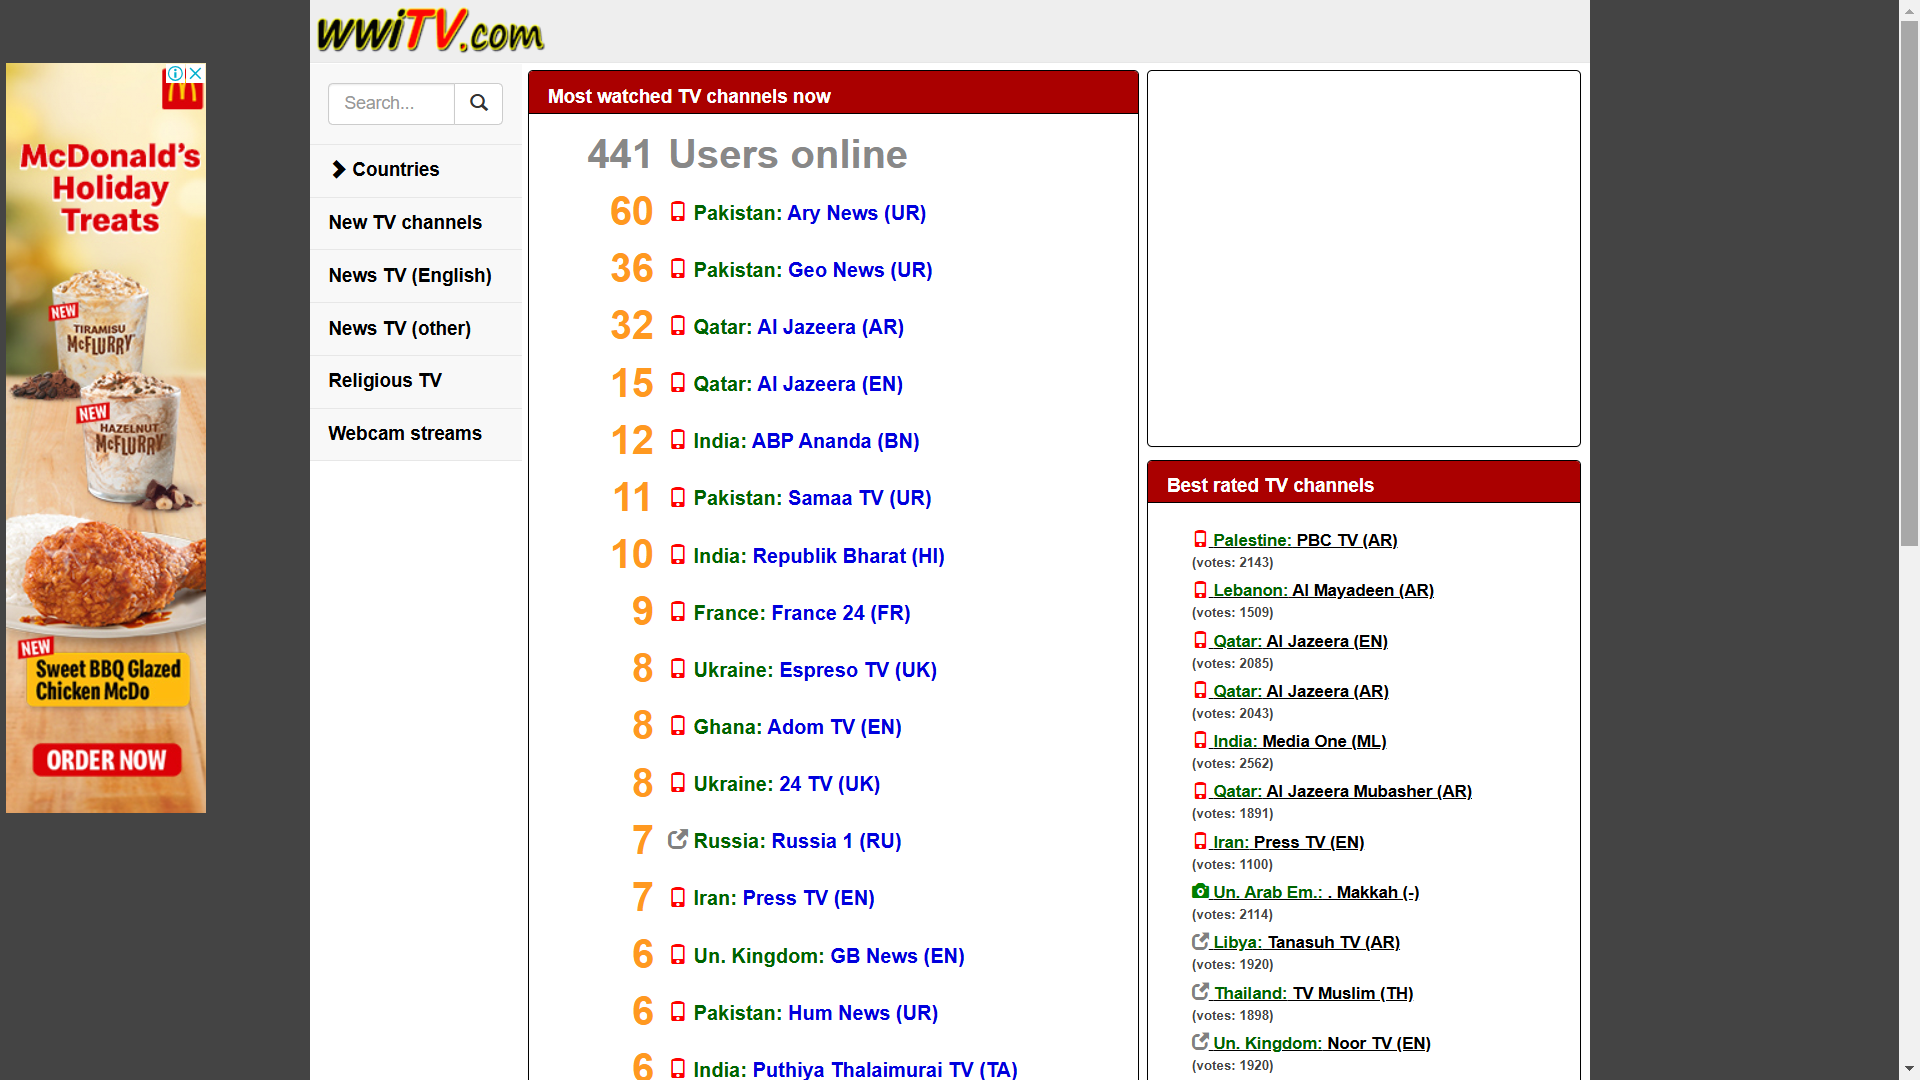 wwiTV.com
McDonald's
Holiday
Treats
NEW
TIRAMISU
McFLURRY
NEW
HAZELNUT
McFLURRY
NEW
Sweet BBQ Glazed
Chicken McDo
ORDER NOW
Search...
Countries
New TV channels
News TV (English)
News TV (other)
Religious TV
Webcam streams
Most watched TV channels now
441 Users online
60 Pakistan: Ary News (UR)
36 Pakistan: Geo News (UR)
32 Qatar: Al Jazeera (AR)
15 Qatar: Al Jazeera (EN)
12 India: ABP Ananda (BN)
11 Pakistan: Samaa TV (UR)
10 India: Republik Bharat (HI)
9 France: France 24 (FR)
8 Ukraine: Espreso TV (UK)
8 Ghana: Adom TV (EN)
8 Ukraine: 24 TV (UK)
7 Russia: Russia 1 (RU)
7 Iran: Press TV (EN)
6 Un. Kingdom: GB News (EN)
6 Pakistan: Hum News (UR)
6 India: Puthiya Thalaimurai TV (TA)
Best rated TV channels
Palestine: PBC TV (AR)
(votes: 2143)
Lebanon: Al Mayadeen (AR)
(votes: 1509)
Qatar: Al Jazeera (EN)
(votes: 2085)
Qatar: Al Jazeera (AR)
(votes: 2043)
India: Media One (ML)
(votes: 2562)
Qatar: Al Jazeera Mubasher (AR)
(votes: 1891)
Iran: Press TV (EN)
(votes: 1100)
Un. Arab Em.: . Makkah (-)
(votes: 2114)
Libya: Tanasuh TV (AR)
(votes: 1920)
Thailand: TV Muslim (TH)
(votes: 1898)
Un. Kingdom: Noor TV (EN)
(votes: 1920)